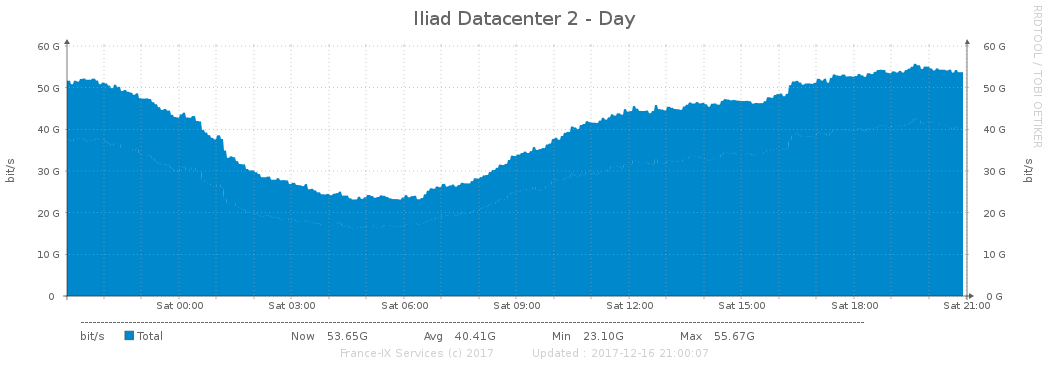 Iliad Datacenter 2 - Day
RRDTOOL / TOBI OETIKER
60 G 60 G
50 G 50 G
40 G 40 G
30 G 30 G
20 G 20 G
10 G 10 G
0 0 G
bit/s bit/s
Sat 00:00 Sat 03:00 Sat 06:00 Sat 09:00 Sat 12:00 Sat 15:00 Sat 18:00 Sat 21:00
bit/s Total Now 53.65G Avg 40.41G Min 23.10G Max 55.67G
France-IX Services (c) 2017 Updated : 2017-12-16 21:00:07